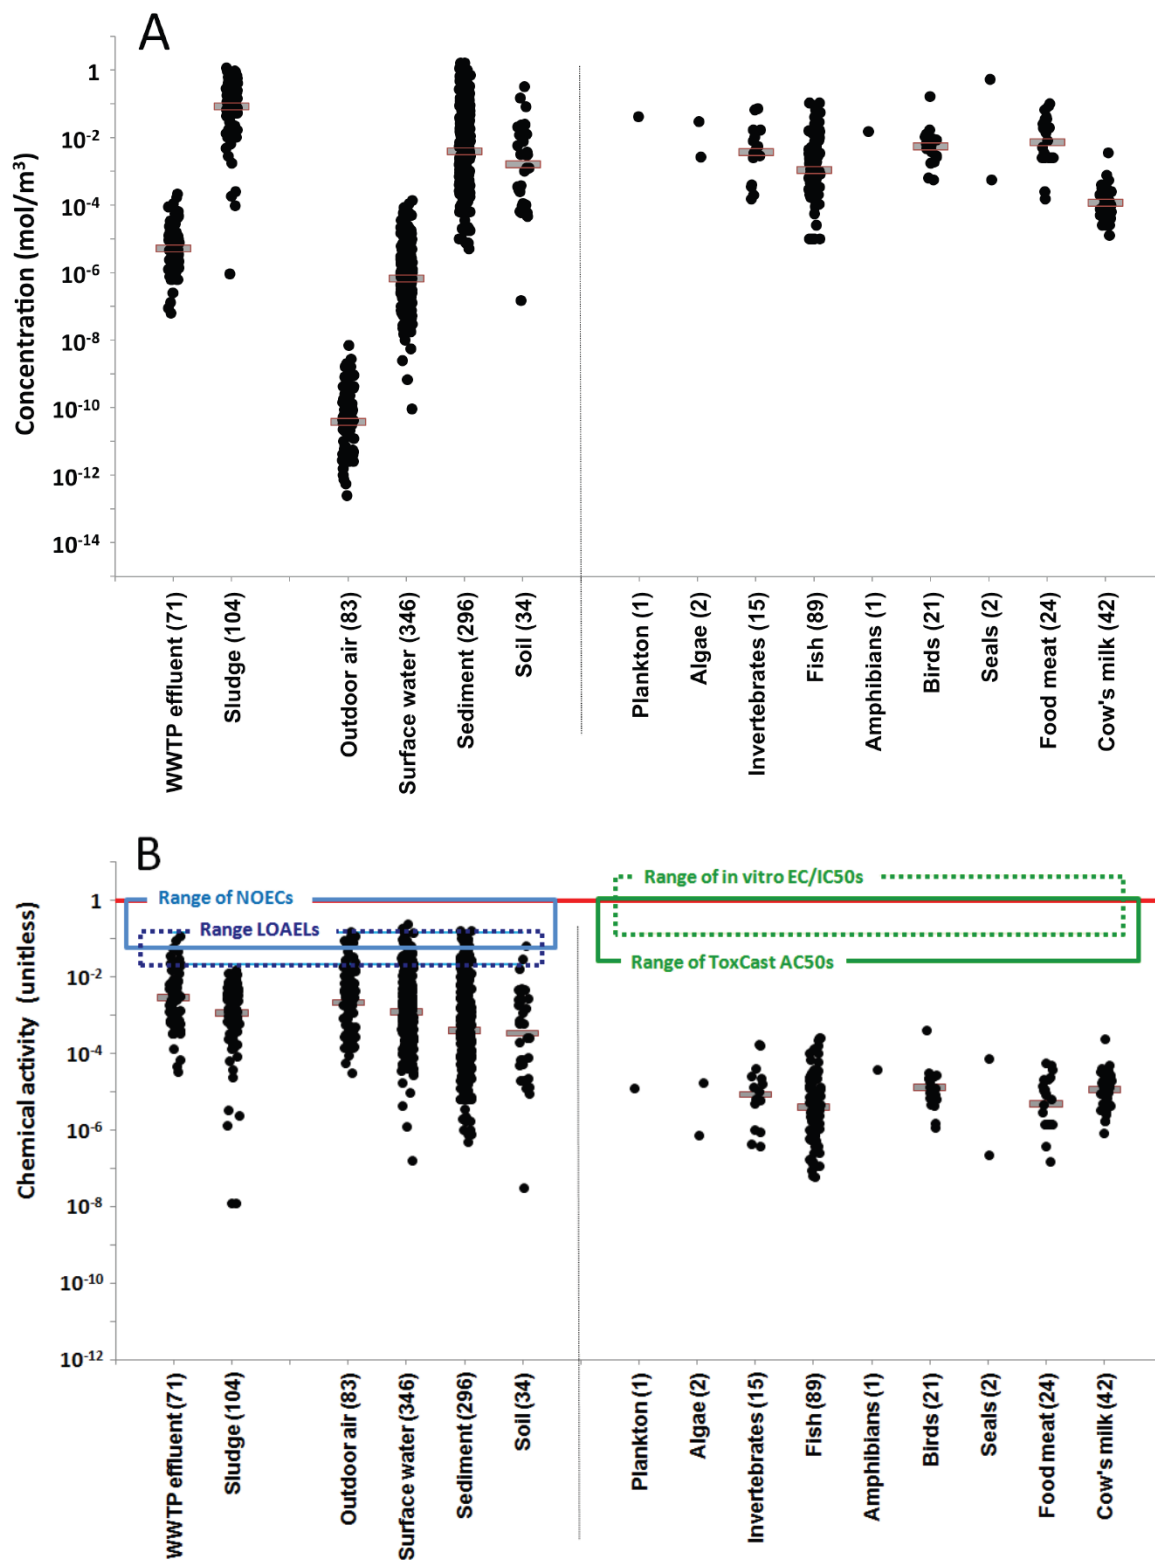 A
Concentration (mol/m³)
1
10⁻²
10⁻⁴
10⁻⁶
10⁻⁸
10⁻¹⁰
10⁻¹²
10⁻¹⁴
WWTP effluent (71)
Sludge (104)
Outdoor air (83)
Surface water (346)
Sediment (296)
Soil (34)
Plankton (1)
Algae (2)
Invertebrates (15)
Fish (89)
Amphibians (1)
Birds (21)
Seals (2)
Food meat (24)
Cow's milk (42)
B
Chemical activity (unitless)
1
10⁻²
10⁻⁴
10⁻⁶
10⁻⁸
10⁻¹⁰
10⁻¹²
Range of NOECs
Range LOAELs
Range of in vitro EC/IC50s
Range of ToxCast AC50s
WWTP effluent (71)
Sludge (104)
Outdoor air (83)
Surface water (346)
Sediment (296)
Soil (34)
Plankton (1)
Algae (2)
Invertebrates (15)
Fish (89)
Amphibians (1)
Birds (21)
Seals (2)
Food meat (24)
Cow's milk (42)